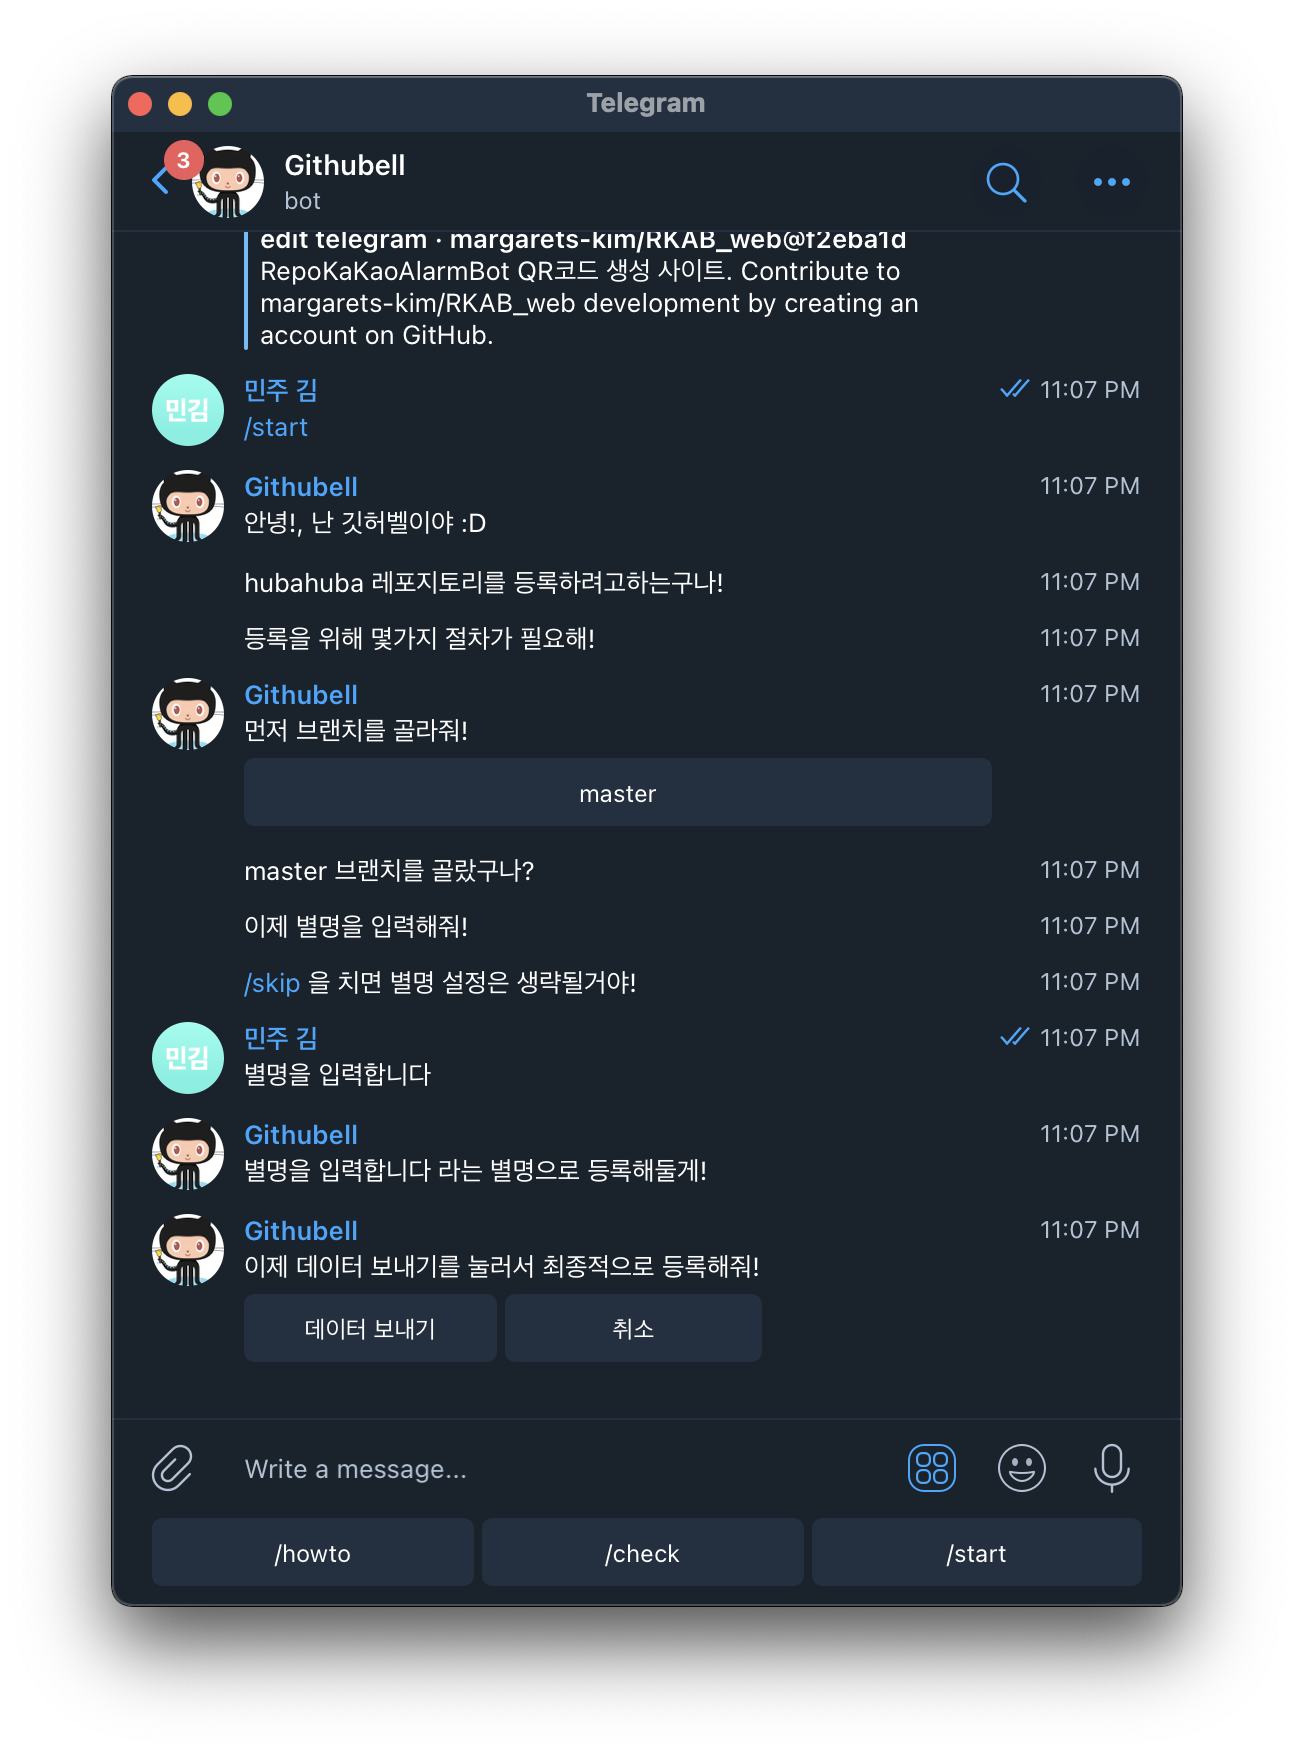 Telegram
3
Githubell
bot
edit telegram · margarets-kim/RKAB_web@f2eba1d
RepoKaKaoAlarmBot QR코드 생성 사이트. Contribute to
margarets-kim/RKAB_web development by creating an
account on GitHub.
민김
민주 김
11:07 PM
/start
Githubell
11:07 PM
안녕!, 난 깃허벨이야 :D
hubahuba 레포지토리를 등록하려고하는구나!
11:07 PM
등록을 위해 몇가지 절차가 필요해!
11:07 PM
Githubell
11:07 PM
먼저 브랜치를 골라줘!
master
master 브랜치를 골랐구나?
11:07 PM
이제 별명을 입력해줘!
11:07 PM
/skip 을 치면 별명 설정은 생략될거야!
11:07 PM
민김
민주 김
11:07 PM
별명을 입력합니다
Githubell
11:07 PM
별명을 입력합니다 라는 별명으로 등록해둘게!
Githubell
11:07 PM
이제 데이터 보내기를 눌러서 최종적으로 등록해줘!
데이터 보내기
취소
Write a message...
/howto
/check
/start